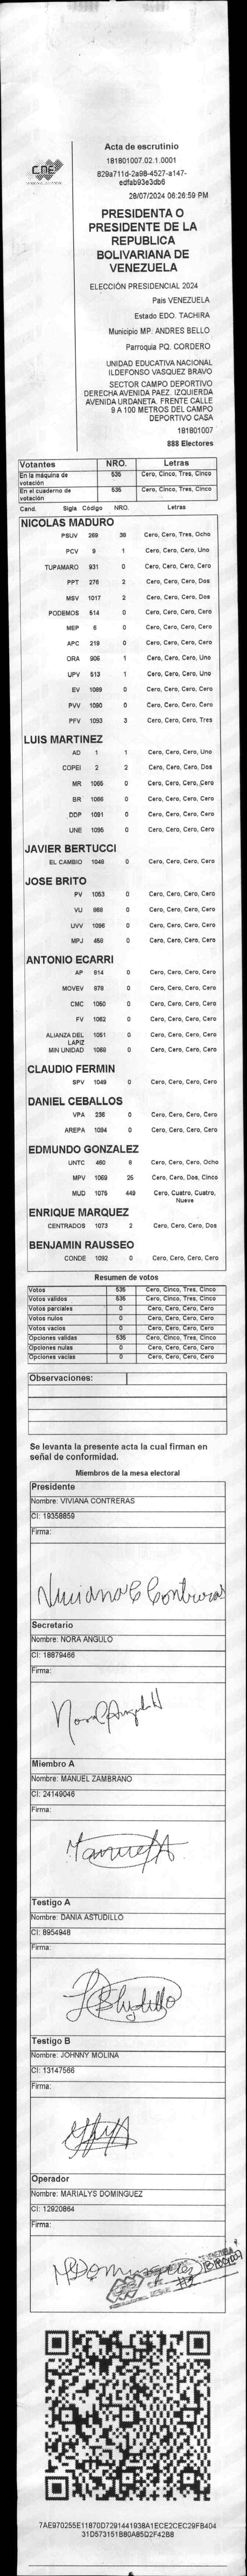 CNE
Acta de escrutinio
181801007.02.1.0001
829a711d-2a98-4527-a147-
edfab93e3db6
28/07/2024 06:26:59 PM
PRESIDENTA O
PRESIDENTE DE LA
REPUBLICA
BOLIVARIANA DE
VENEZUELA
ELECCIÓN PRESIDENCIAL 2024
País VENEZUELA
Estado EDO. TACHIRA
Municipio MP. ANDRES BELLO
Parroquia PQ. CORDERO
UNIDAD EDUCATIVA NACIONAL
ILDEFONSO VASQUEZ BRAVO
SECTOR CAMPO DEPORTIVO
DERECHA AVENIDA PAEZ. IZQUIERDA
AVENIDA URDANETA. FRENTE CALLE
9 A 100 METROS DEL CAMPO
DEPORTIVO CASA
181801007
888 Electores
Votantes NRO. Letras
En la máquina de votación 535 Cero, Cinco, Tres, Cinco
En el cuaderno de votación 535 Cero, Cinco, Tres, Cinco
Cand. Sigla Código NRO. Letras
NICOLAS MADURO
PSUV 269 38 Cero, Cero, Tres, Ocho
PCV 9 1 Cero, Cero, Cero, Uno
TUPAMARO 931 0 Cero, Cero, Cero, Cero
PPT 276 2 Cero, Cero, Cero, Dos
MSV 1017 2 Cero, Cero, Cero, Dos
PODEMOS 514 0 Cero, Cero, Cero, Cero
MEP 6 0 Cero, Cero, Cero, Cero
APC 219 0 Cero, Cero, Cero, Cero
ORA 906 1 Cero, Cero, Cero, Uno
UPV 513 1 Cero, Cero, Cero, Uno
EV 1089 0 Cero, Cero, Cero, Cero
PVV 1090 0 Cero, Cero, Cero, Cero
PFV 1093 3 Cero, Cero, Cero, Tres
LUIS MARTINEZ
AD 1 1 Cero, Cero, Cero, Uno
COPEI 2 2 Cero, Cero, Cero, Dos
MR 1065 0 Cero, Cero, Cero, Cero
BR 1066 0 Cero, Cero, Cero, Cero
DDP 1091 0 Cero, Cero, Cero, Cero
UNE 1095 0 Cero, Cero, Cero, Cero
JAVIER BERTUCCI
EL CAMBIO 1048 0 Cero, Cero, Cero, Cero
JOSE BRITO
PV 1053 0 Cero, Cero, Cero, Cero
VU 868 0 Cero, Cero, Cero, Cero
UVV 1096 0 Cero, Cero, Cero, Cero
MPJ 459 0 Cero, Cero, Cero, Cero
ANTONIO ECARRI
AP 814 0 Cero, Cero, Cero, Cero
MOVEV 978 0 Cero, Cero, Cero, Cero
CMC 1050 0 Cero, Cero, Cero, Cero
FV 1062 0 Cero, Cero, Cero, Cero
ALIANZA DEL LAPIZ 1051 0 Cero, Cero, Cero, Cero
MIN UNIDAD 1068 0 Cero, Cero, Cero, Cero
CLAUDIO FERMIN
SPV 1049 0 Cero, Cero, Cero, Cero
DANIEL CEBALLOS
VPA 236 0 Cero, Cero, Cero, Cero
AREPA 1094 0 Cero, Cero, Cero, Cero
EDMUNDO GONZALEZ
UNTC 460 8 Cero, Cero, Cero, Ocho
MPV 1069 25 Cero, Cero, Dos, Cinco
MUD 1075 449 Cero, Cuatro, Cuatro,
Nueve
ENRIQUE MARQUEZ
CENTRADOS 1073 2 Cero, Cero, Cero, Dos
BENJAMIN RAUSSEO
CONDE 1092 0 Cero, Cero, Cero, Cero
Resumen de votos
Votos 535 Cero, Cinco, Tres, Cinco
Votos validos 535 Cero, Cinco, Tres, Cinco
Votos parciales 0 Cero, Cero, Cero, Cero
Votos nulos 0 Cero, Cero, Cero, Cero
Votos vacios 0 Cero, Cero, Cero, Cero
Opciones validas 535 Cero, Cinco, Tres, Cinco
Opciones nulas 0 Cero, Cero, Cero, Cero
Opciones vacías 0 Cero, Cero, Cero, Cero
Observaciones:
Se levanta la presente acta la cual firman en
señal de conformidad.
Miembros de la mesa electoral
Presidente
Nombre: VIVIANA CONTRERAS
CI: 19358859
Firma:
Secretario
Nombre: NORA ANGULO
CI: 18879466
Firma:
Nora Angulo
Miembro A
Nombre: MANUEL ZAMBRANO
CI: 24149046
Firma:
Testigo A
Nombre: DANIA ASTUDILLO
CI: 8954948
Firma:
Testigo B
Nombre: JOHNNY MOLINA
CI: 13147566
Firma:
Operador
Nombre: MARIALYS DOMINGUEZ
CI: 12920864
Firma:
MDominguez
7AE970255E11870D7291441938A1ECE2CEC29FB404
31D573151B80A85D2F42B8